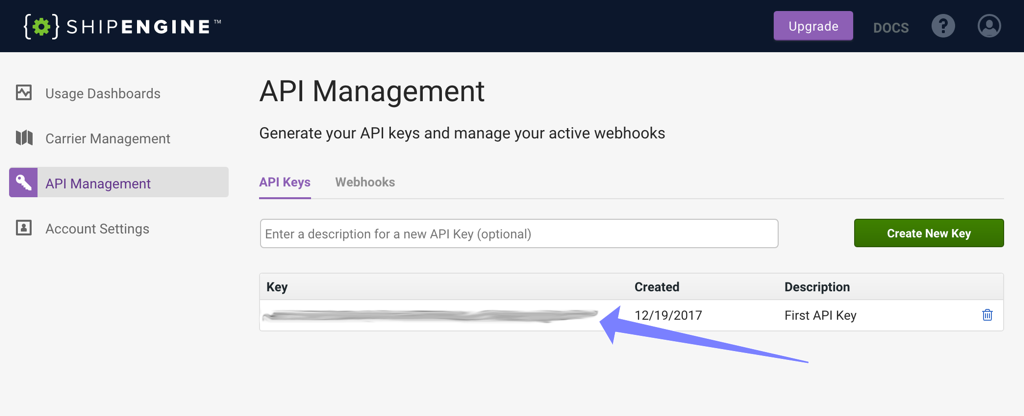 {⚙} SHIPENGINE™
Upgrade
DOCS
?
Usage Dashboards
Carrier Management
API Management
Account Settings
API Management
Generate your API keys and manage your active webhooks
API Keys Webhooks
Enter a description for a new API Key (optional)
Create New Key
Key Created Description
12/19/2017 First API Key